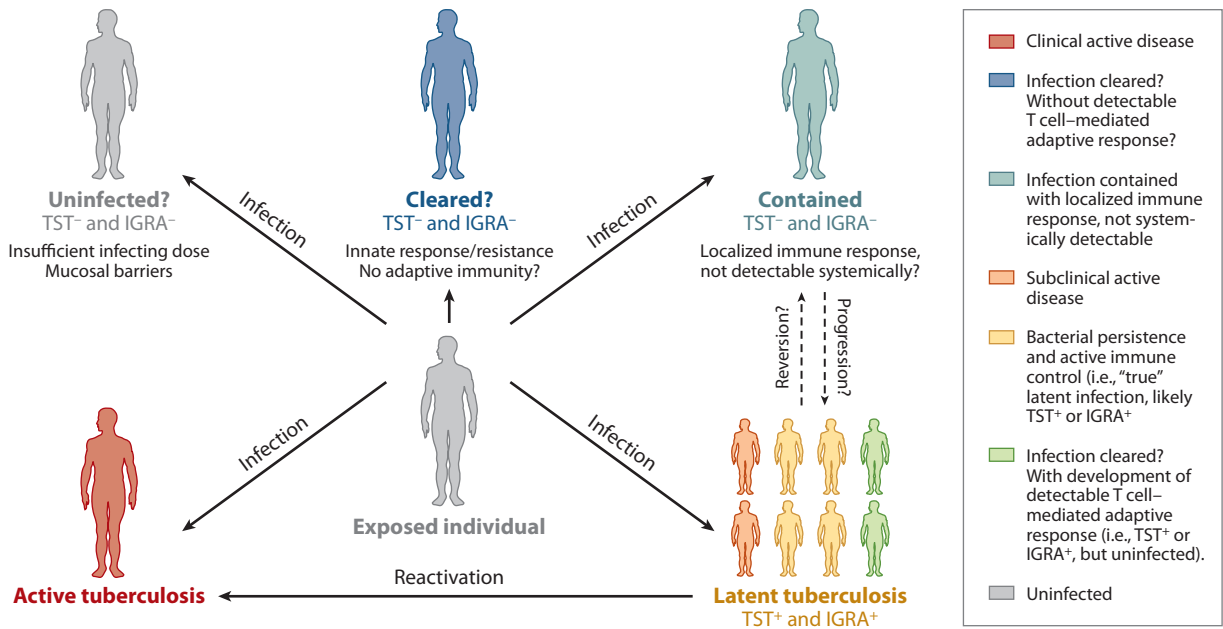 Uninfected?
TST⁻ and IGRA⁻
Insufficient infecting dose
Mucosal barriers
Cleared?
TST⁻ and IGRA⁻
Innate response/resistance
No adaptive immunity?
Contained
TST⁻ and IGRA⁻
Localized immune response,
not detectable systemically?
Infection
Infection
Reversion?
Progression?
Infection
Infection
Exposed individual
Reactivation
Active tuberculosis
Latent tuberculosis
TST⁺ and IGRA⁺
Clinical active disease
Infection cleared?
Without detectable
T cell–mediated
adaptive response?
Infection contained
with localized immune
response, not system-
ically detectable
Subclinical active
disease
Bacterial persistence
and active immune
control (i.e., “true”
latent infection, likely
TST⁺ or IGRA⁺
Infection cleared?
With development of
detectable T cell–
mediated adaptive
response (i.e., TST⁺ or
IGRA⁺, but uninfected).
Uninfected